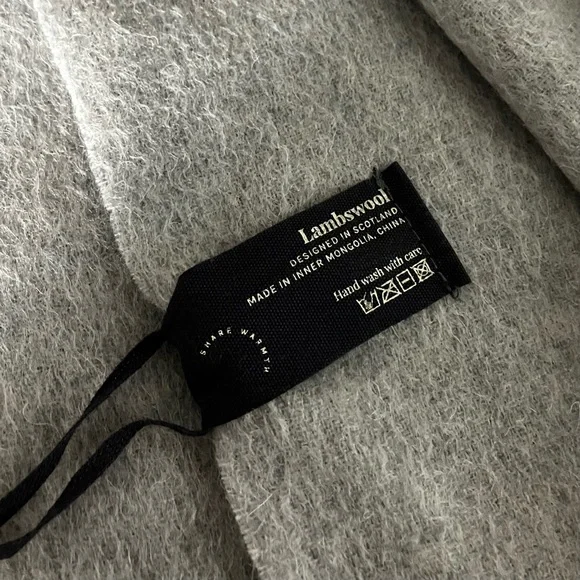 Lambswool
DESIGNED IN SCOTLAND
MADE IN INNER MONGOLIA, CHINA
Hand wash with care
SHARE WARMTH